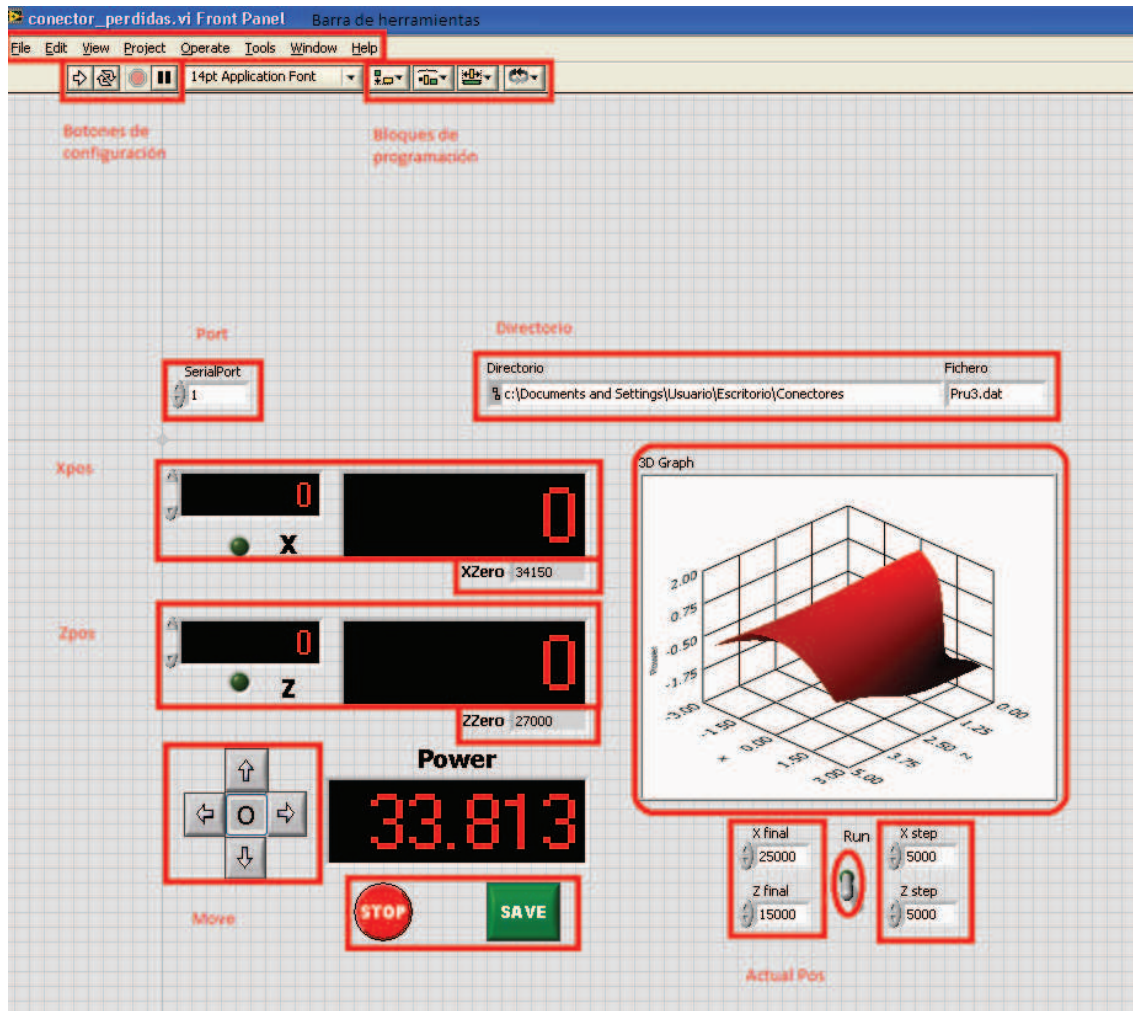 conector_perdidas.vi Front Panel Barra de herramientas
File Edit View Project Operate Tools Window Help
14pt Application Font
Botones de
configuración
Bloques de
programación
Port
Directorio
SerialPort
1
Directorio Fichero
c:\Documents and Settings\Usuario\Escritorio\Conectores Pru3.dat
Xpos
0 0
X
XZero 34150
Zpos
0 0
Z
ZZero 27000
3D Graph
2.00
0.75
-0.50
-1.75
-3.00
Power
-1.50
0.00
1.50
3.00
X
5.00
3.75
2.50
1.25
0.00
Z
O
Power
33.813
Move
STOP SAVE
X final Run X step
25000 5000
Z final Z step
15000 5000
Actual Pos